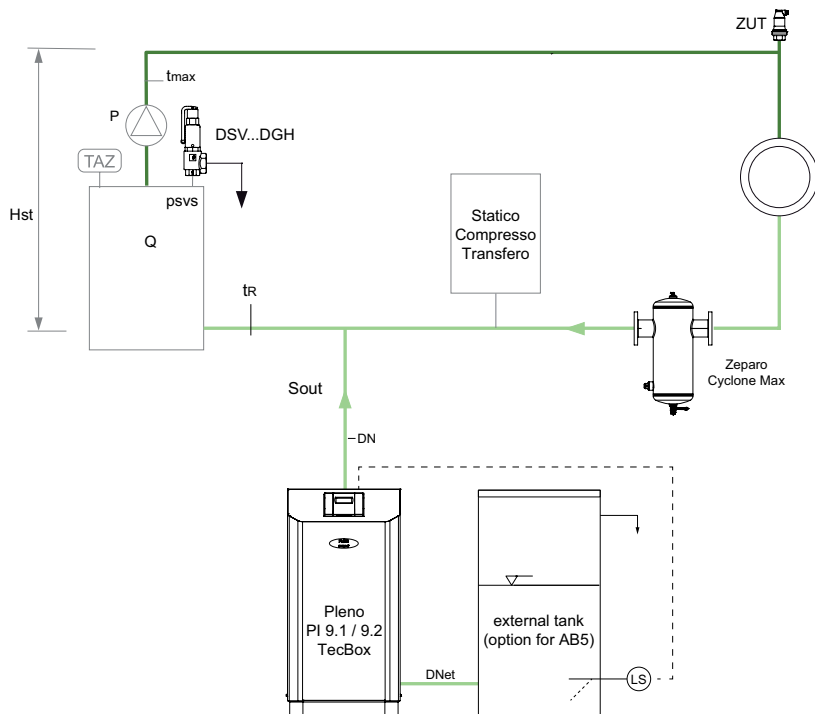 ZUT
tmax
P
DSV...DGH
TAZ
psvs
Hst
Q
Statico
Compresso
Transfero
tR
Zeparo
Cyclone Max
Sout
DN
Pleno
PI 9.1 / 9.2
TecBox
external tank
(option for AB5)
DNet
LS